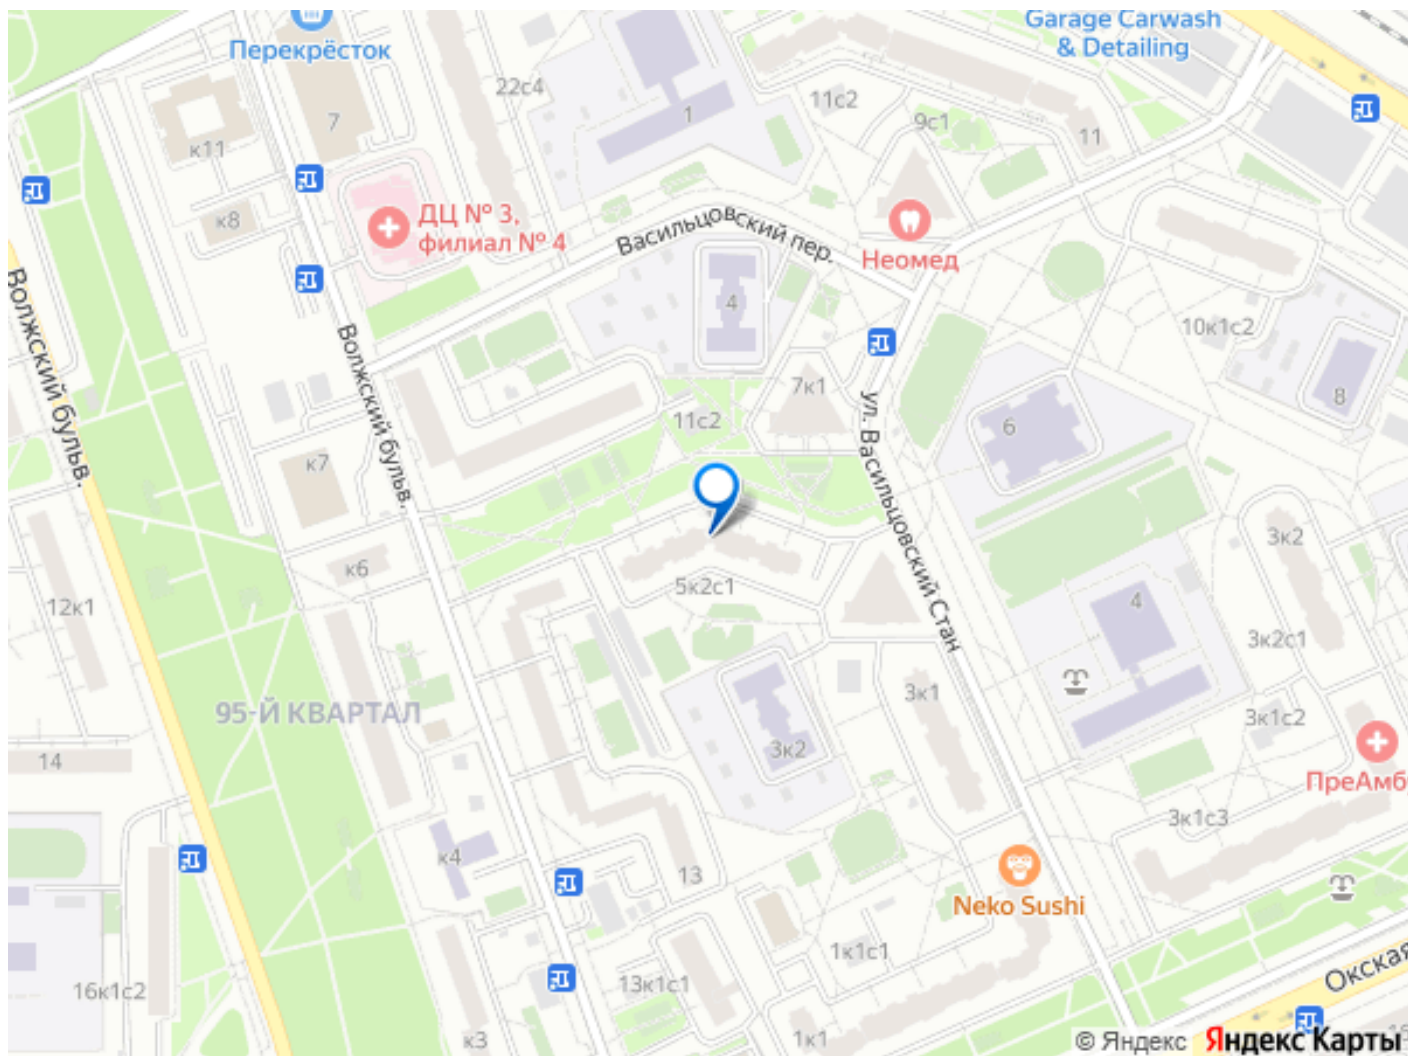 Garage Carwash
& Detailing
Перекрёсток
22с4
7
1
11с2
9с1
11
к11
к8
ДЦ № 3,
филиал № 4
Васильцовский пер.
Неомед
4
10к1с2
Волжский бульв.
Волжский бульв.
7к1
8
11с2
6
ул. Васильцовский Стан
к7
3к2
к6
5к2с1
12к1
4
3к2с1
3к1
95-Й КВАРТАЛ
3к2
3к1с2
14
ПреАмб
3к1с3
к4
13
Neko Sushi
1к1с1
Окская
16к1с2
13к1с1
к3
1к1
© Яндекс Яндекс Карты